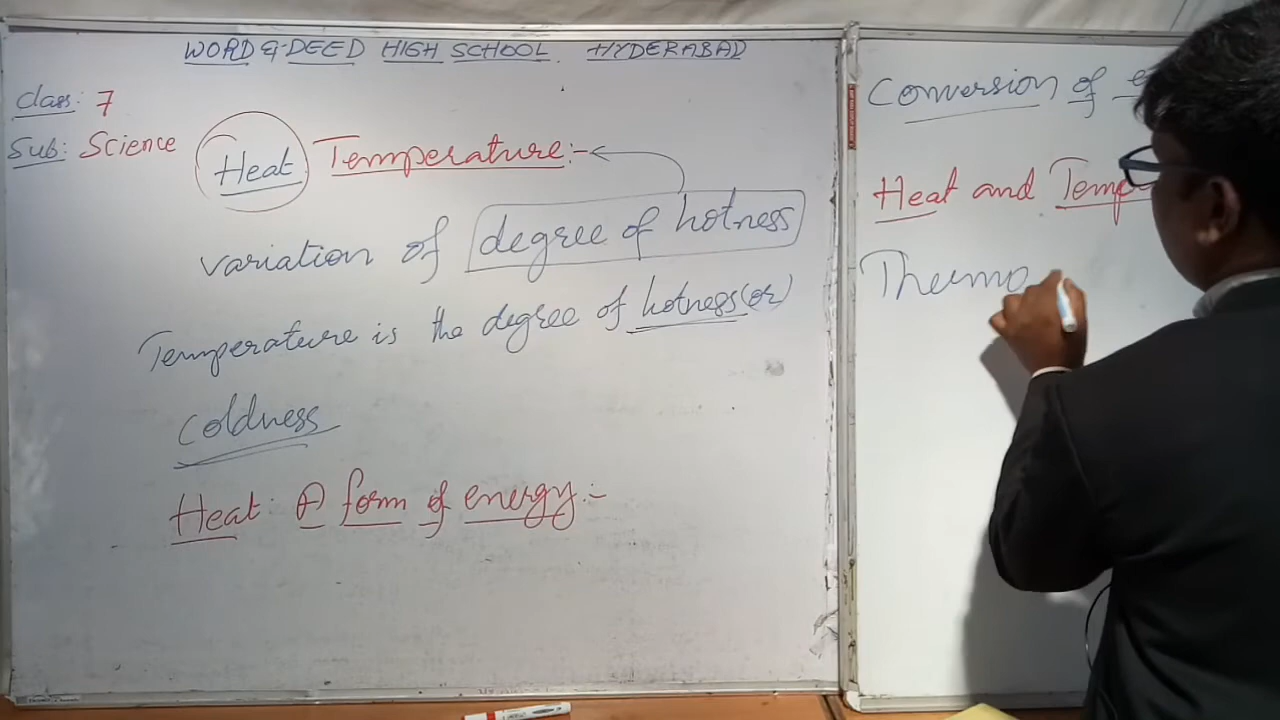 WORD & DEED HIGH SCHOOL. HYDERABAD
Class: 7
Sub: Science
Heat Temperature:-
variation of degree of hotness
Temperature is the degree of hotness (or)
coldness
Heat: A form of energy:-
Conversion of
Heat and Temp
Thermo